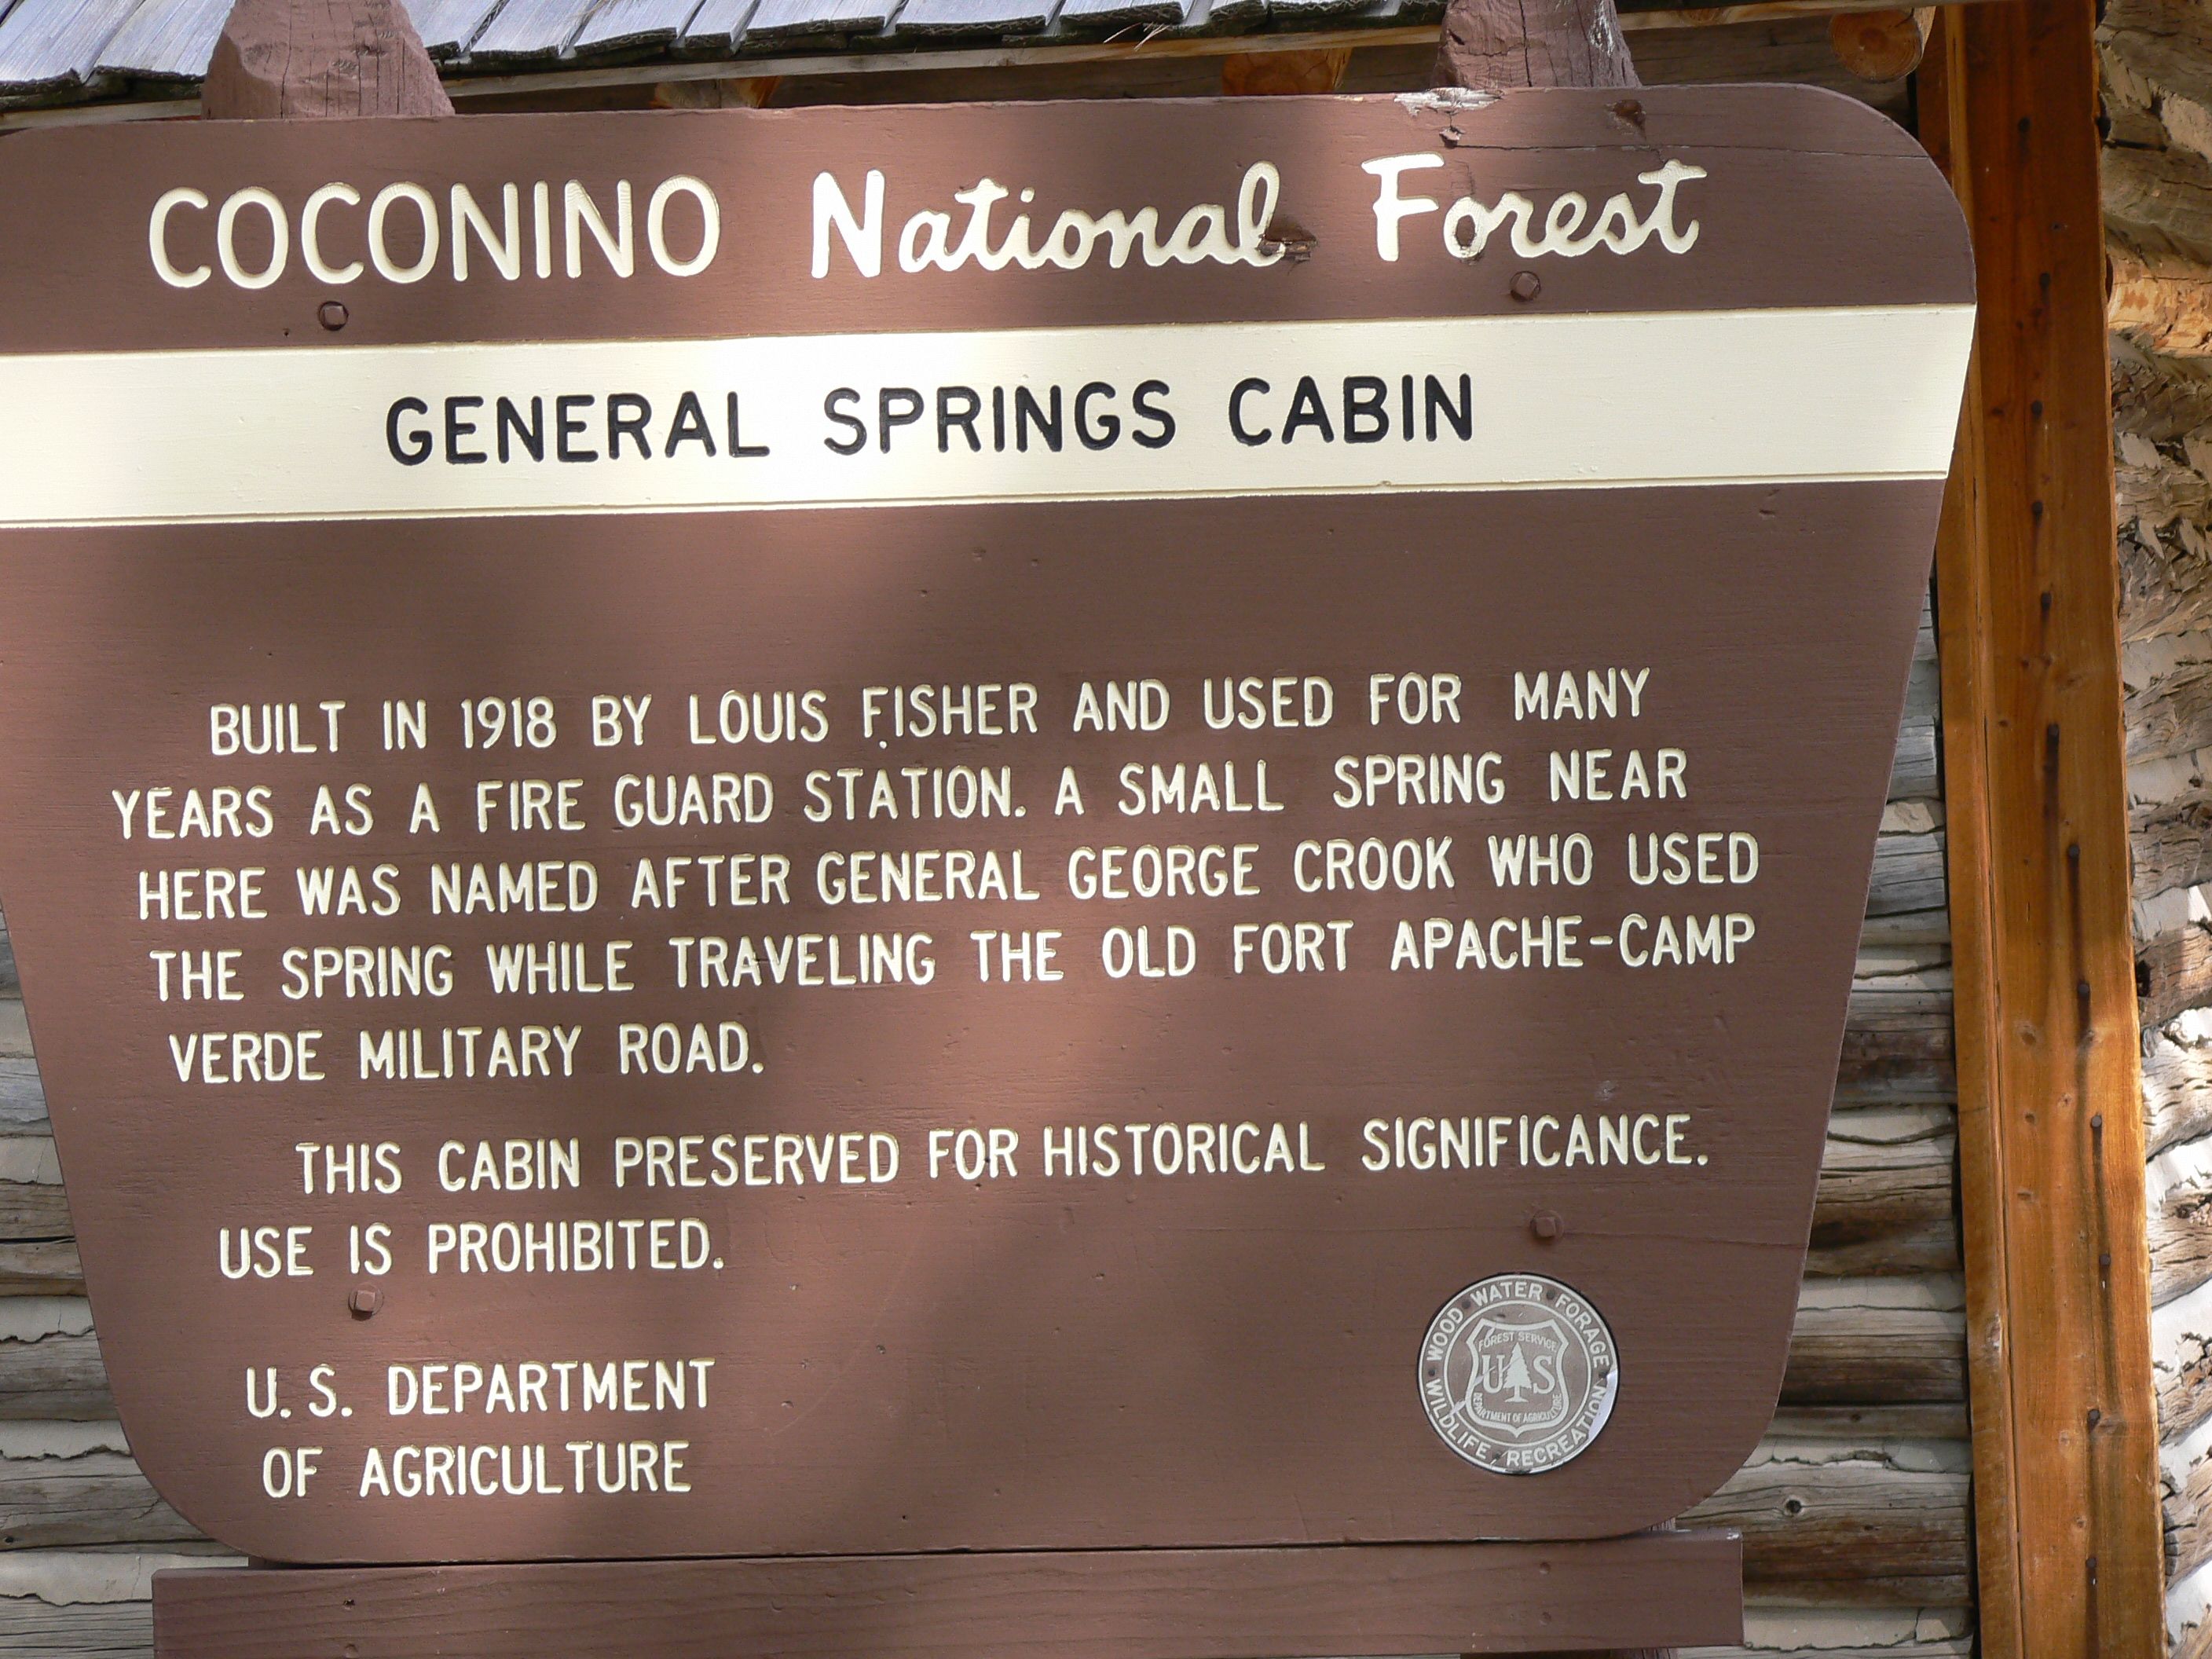 COCONINO National Forest
GENERAL SPRINGS CABIN
BUILT IN 1918 BY LOUIS FISHER AND USED FOR MANY
YEARS AS A FIRE GUARD STATION. A SMALL SPRING NEAR
HERE WAS NAMED AFTER GENERAL GEORGE CROOK WHO USED
THE SPRING WHILE TRAVELING THE OLD FORT APACHE-CAMP
VERDE MILITARY ROAD.
THIS CABIN PRESERVED FOR HISTORICAL SIGNIFICANCE.
USE IS PROHIBITED.
U. S. DEPARTMENT
OF AGRICULTURE
WOOD WATER FORAGE
FOREST SERVICE
U S
DEPARTMENT OF AGRICULTURE
WILDLIFE RECREATION